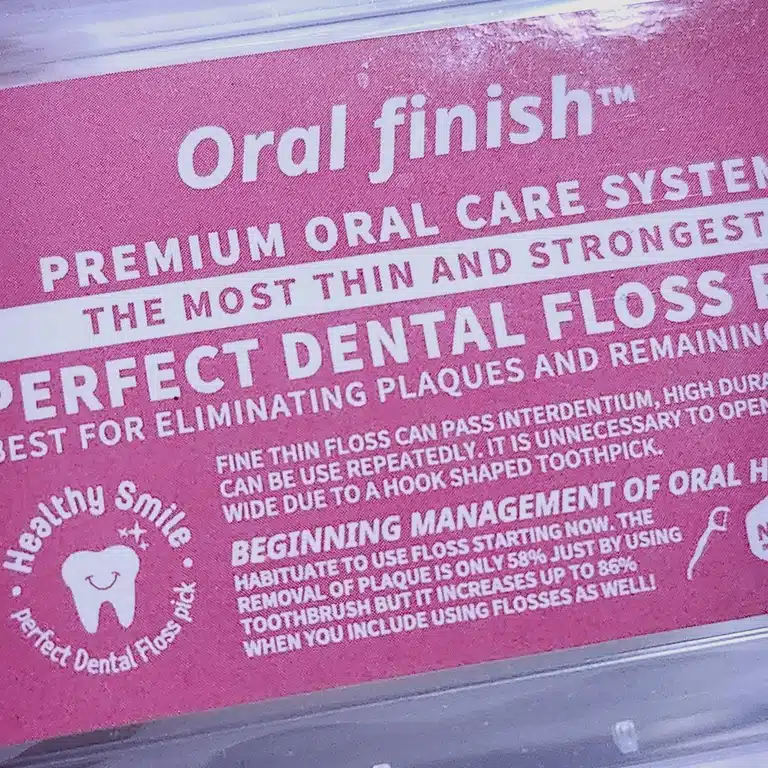 Oral finish™
PREMIUM ORAL CARE SYSTEM
THE MOST THIN AND STRONGEST
PERFECT DENTAL FLOSS
BEST FOR ELIMINATING PLAQUES AND REMAINING
FINE THIN FLOSS CAN PASS INTERDENTIUM, HIGH DURA
CAN BE USE REPEATEDLY. IT IS UNNECESSARY TO OPEN
WIDE DUE TO A HOOK SHAPED TOOTHPICK.
BEGINNING MANAGEMENT OF ORAL H
HABITUATE TO USE FLOSS STARTING NOW. THE
REMOVAL OF PLAQUE IS ONLY 58% JUST BY USING
TOOTHBRUSH BUT IT INCREASES UP TO 86%
WHEN YOU INCLUDE USING FLOSSES AS WELL!
Healthy Smile
perfect Dental Floss pick